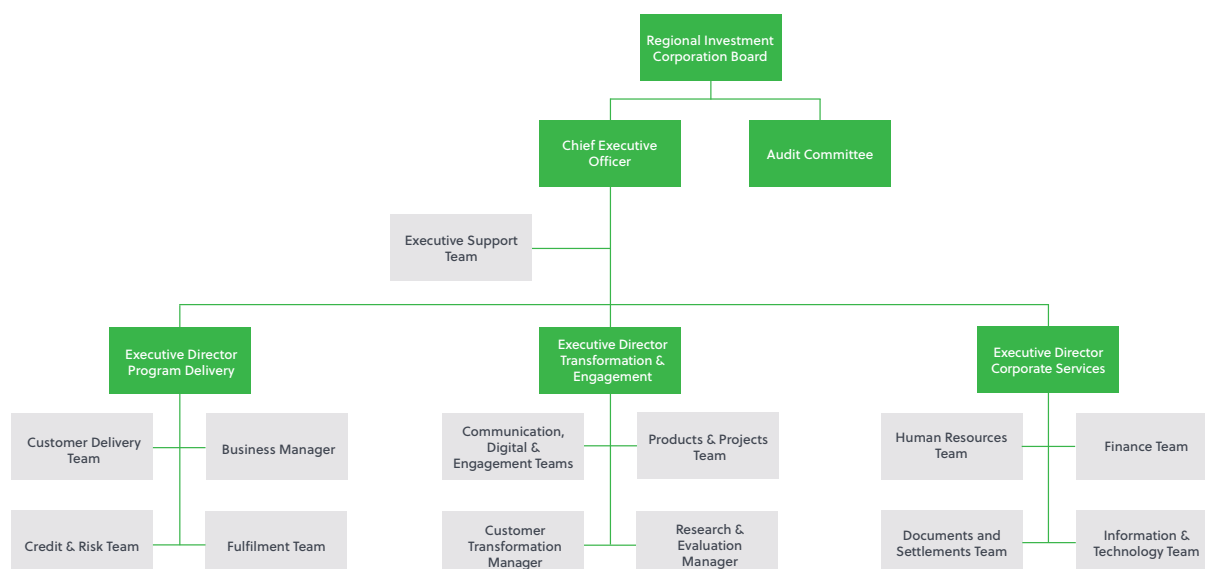 Regional Investment
Corporation Board
Chief Executive
Officer
Audit Committee
Executive Support
Team
Executive Director
Program Delivery
Executive Director
Transformation &
Engagement
Executive Director
Corporate Services
Customer Delivery
Team
Business Manager
Communication,
Digital &
Engagement Teams
Products & Projects
Team
Human Resources
Team
Finance Team
Credit & Risk Team
Fulfilment Team
Customer
Transformation
Manager
Research &
Evaluation
Manager
Documents and
Settlements Team
Information &
Technology Team